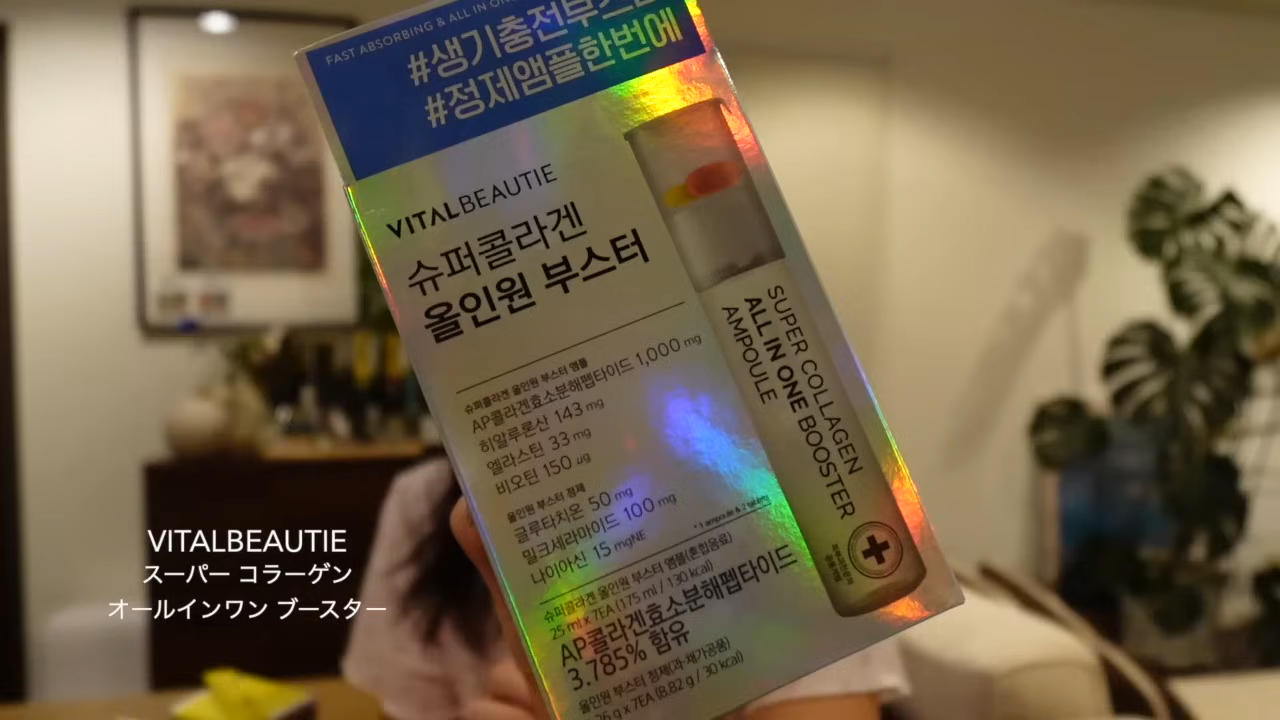 FAST ABSORBING & ALL IN ON
#생기충전부스터
#정제앰플한번에
VITALBEAUTIE
슈퍼콜라겐
올인원 부스터
슈퍼콜라겐 올인원 부스터 앰플
AP콜라겐효소분해펩타이드 1,000 mg
히알루론산 143 mg
엘라스틴 33 mg
비오틴 150 μg
올인원 부스터 정제
글루타치온 50 mg
밀크세라마이드 100 mg
나이아신 15 mgNE
* 1 ampoule & 2 tablets
슈퍼콜라겐 올인원 부스터 앰플(혼합음료)
25 ml x 7EA (175 ml / 130 kcal)
AP콜라겐효소분해펩타이드
3.785% 함유
올인원 부스터 정제(과·채가공품)
26 g x 7EA (8.82 g / 30 kcal)
SUPER COLLAGEN
ALL IN ONE BOOSTER
AMPOULE
VITALBEAUTIE
スーパー コラーゲン
オールインワン ブースター